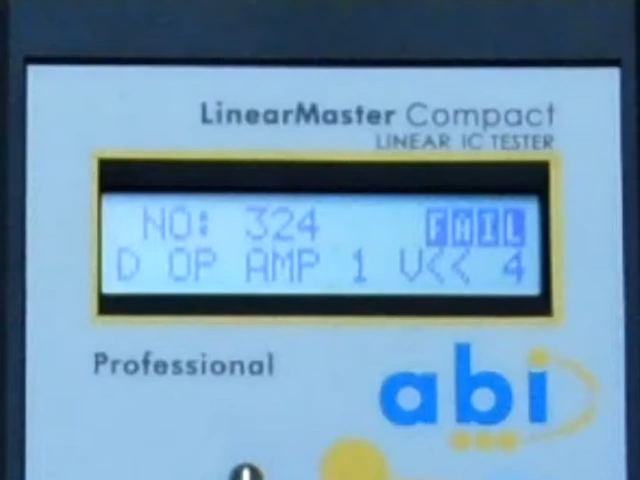 LinearMaster Compact
LINEAR IC TESTER
NO: 324 FAIL
D OP AMP 1 V<< 4
Professional
abi